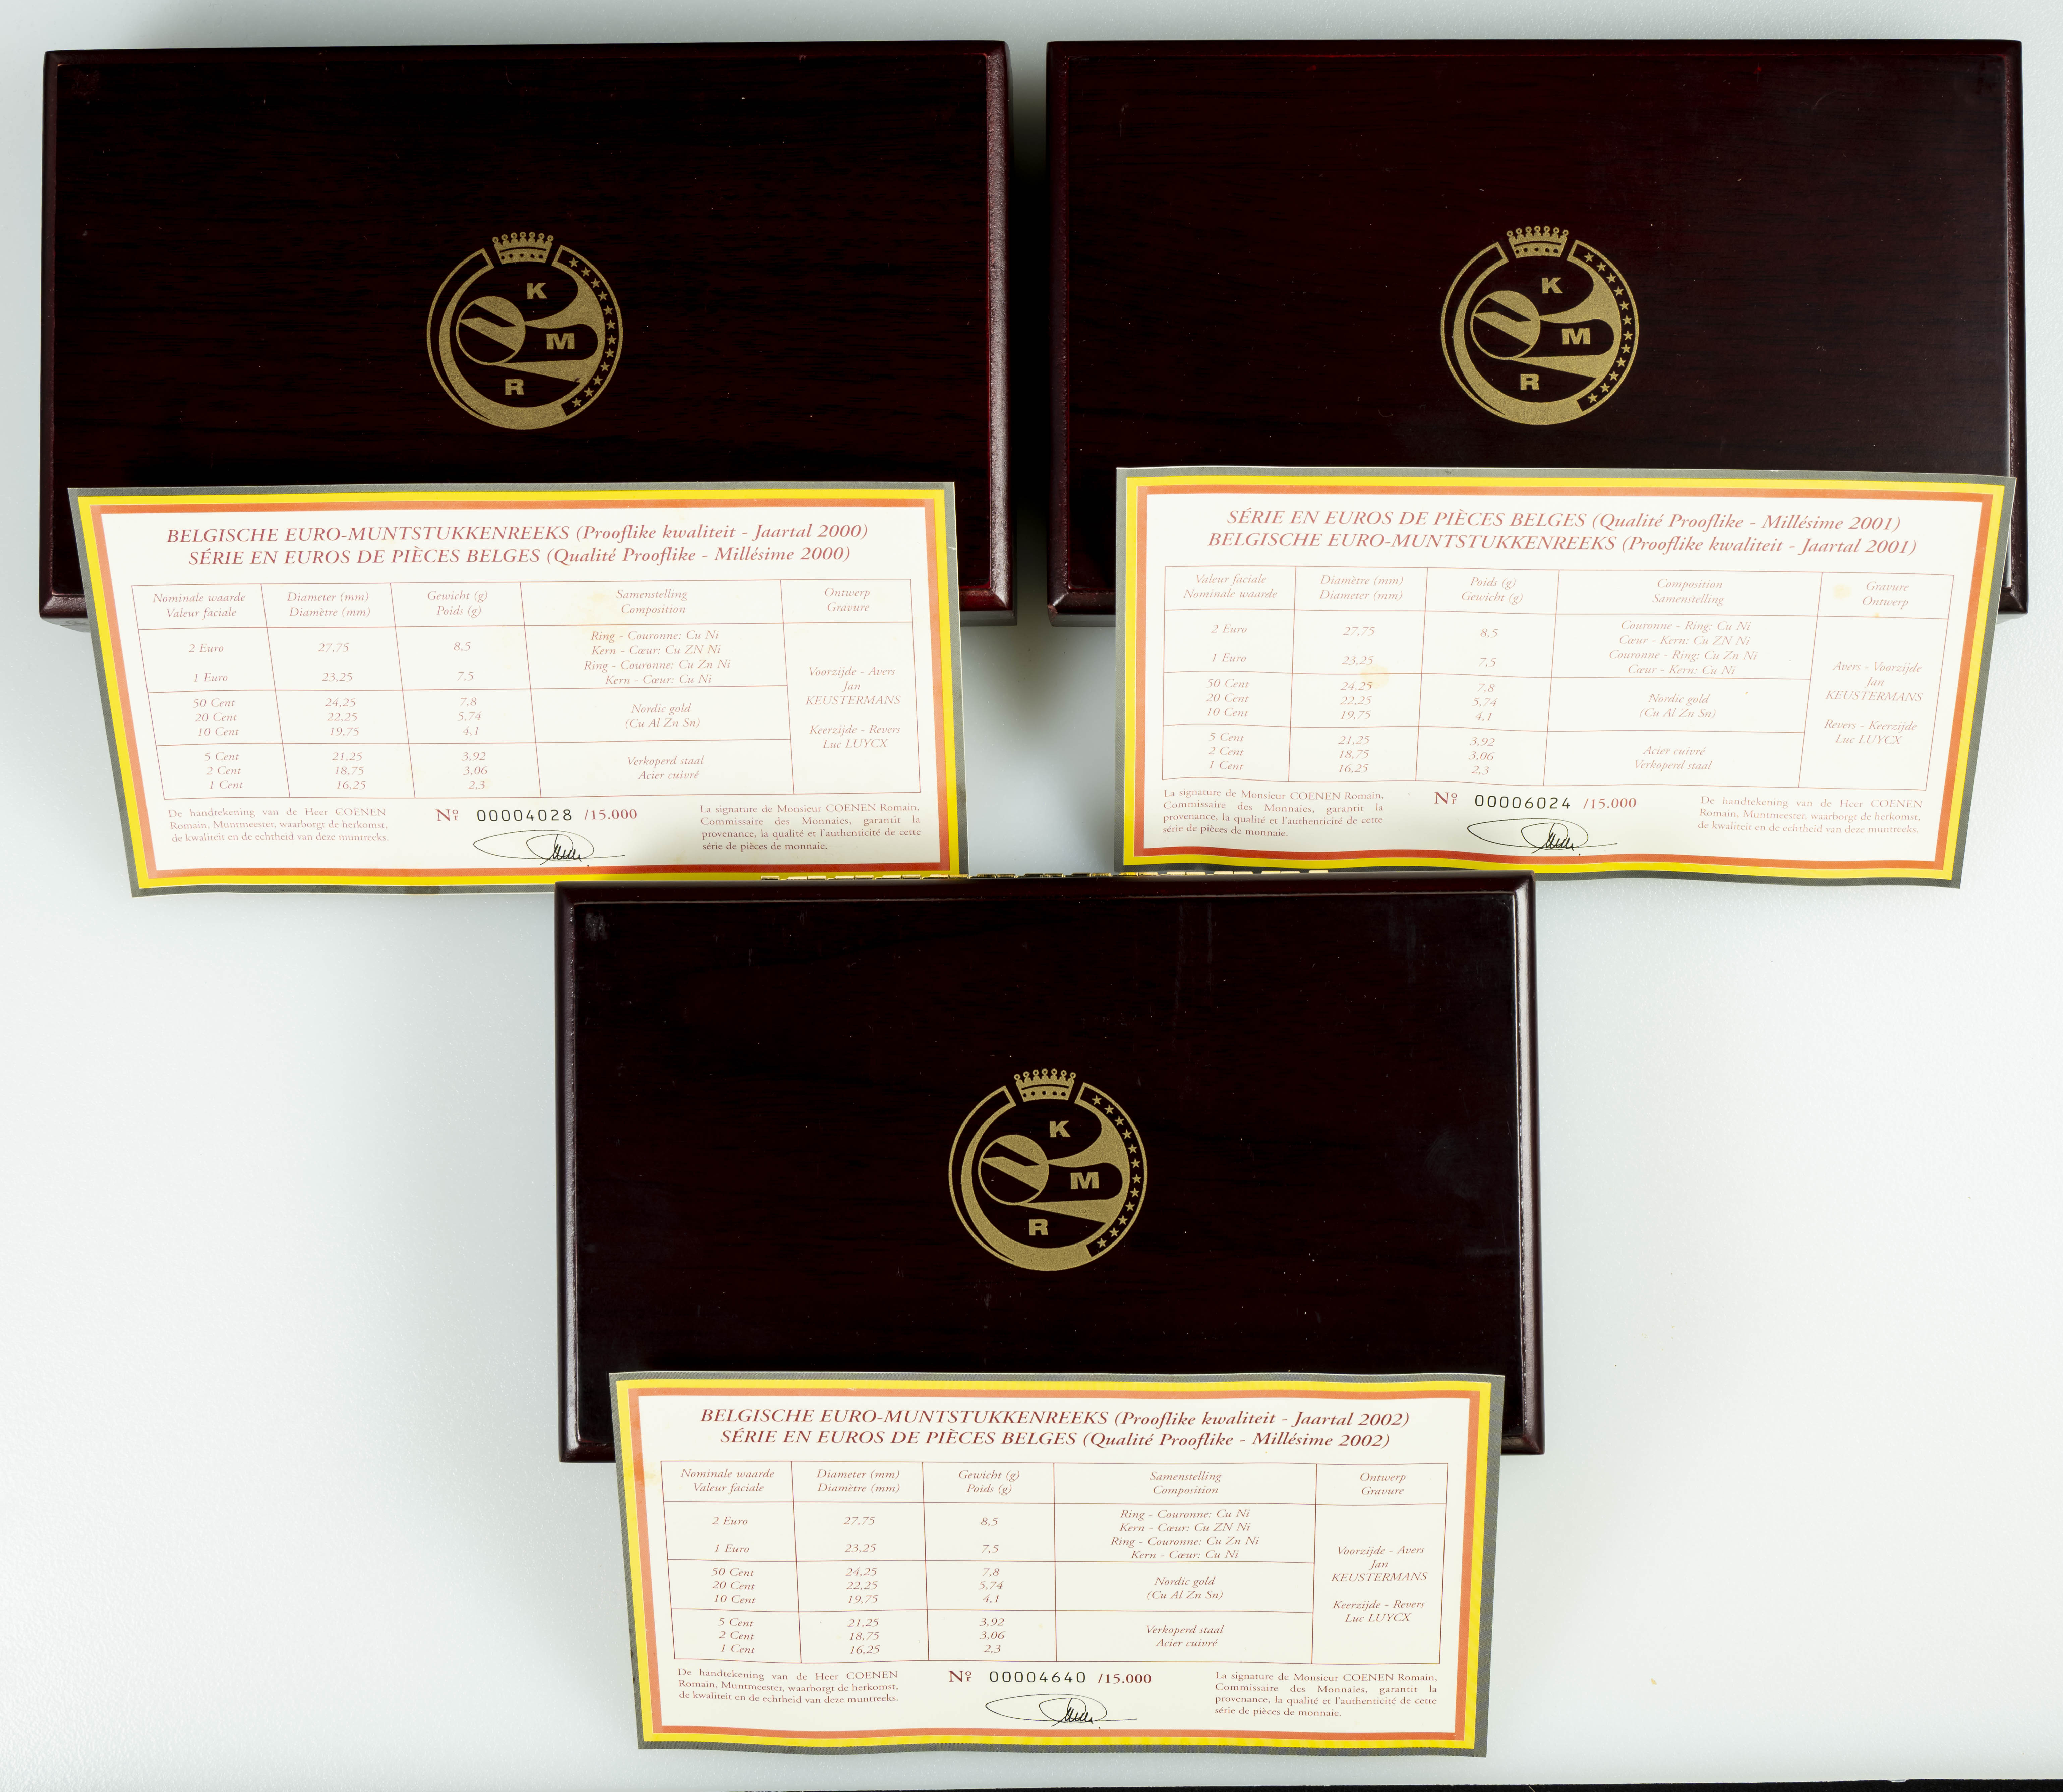 K
M
R
BELGISCHE EURO-MUNTSTUKKENREEKS (Prooflike kwaliteit - Jaartal 2000)
SÉRIE EN EUROS DE PIÈCES BELGES (Qualité Prooflike - Millésime 2000)
Nominale waarde Diameter (mm) Gewicht (g) Samenstelling Ontwerp
Valeur faciale Diamètre (mm) Poids (g) Composition Gravure
Ring - Couronne: Cu Ni
2 Euro 27,75 8,5 Kern - Cœur: Cu ZN Ni
Ring - Couronne: Cu Zn Ni
1 Euro 23,25 7,5 Kern - Cœur: Cu Ni
50 Cent 24,25 7,8
20 Cent 22,25 5,74 Nordic gold
10 Cent 19,75 4,1 (Cu Al Zn Sn)
5 Cent 21,25 3,92
2 Cent 18,75 3,06 Verkoperd staal
1 Cent 16,25 2,3 Acier cuivré
Voorzijde - Avers
Jan
KEUSTERMANS
Keerzijde - Revers
Luc LUYCX
De handtekening van de Heer COENEN
Romain, Muntmeester, waarborgt de herkomst,
de kwaliteit en de echtheid van deze muntreeks.
Nor 00004028 /15.000
La signature de Monsieur COENEN Romain,
Commissaire des Monnaies, garantit la
provenance, la qualité et l'authenticité de cette
série de pièces de monnaie.
K
M
R
SÉRIE EN EUROS DE PIÈCES BELGES (Qualité Prooflike - Millésime 2001)
BELGISCHE EURO-MUNTSTUKKENREEKS (Prooflike kwaliteit - Jaartal 2001)
Valeur faciale Diamètre (mm) Poids (g) Composition Gravure
Nominale waarde Diameter (mm) Gewicht (g) Samenstelling Ontwerp
Couronne - Ring: Cu Ni
2 Euro 27,75 8,5 Cœur - Kern: Cu ZN Ni
Couronne - Ring: Cu Zn Ni
1 Euro 23,25 7,5 Cœur - Kern: Cu Ni
50 Cent 24,25 7,8
20 Cent 22,25 5,74 Nordic gold
10 Cent 19,75 4,1 (Cu Al Zn Sn)
5 Cent 21,25 3,92
2 Cent 18,75 3,06 Acier cuivré
1 Cent 16,25 2,3 Verkoperd staal
Avers - Voorzijde
Jan
KEUSTERMANS
Revers - Keerzijde
Luc LUYCX
La signature de Monsieur COENEN Romain,
Commissaire des Monnaies, garantit la
provenance, la qualité et l'authenticité de cette
série de pièces de monnaie.
Nor 00006024 /15.000
De handtekening van de Heer COENEN
Romain, Muntmeester, waarborgt de herkomst,
de kwaliteit en de echtheid van deze muntreeks.
K
M
R
BELGISCHE EURO-MUNTSTUKKENREEKS (Prooflike kwaliteit - Jaartal 2002)
SÉRIE EN EUROS DE PIÈCES BELGES (Qualité Prooflike - Millésime 2002)
Nominale waarde Diameter (mm) Gewicht (g) Samenstelling Ontwerp
Valeur faciale Diamètre (mm) Poids (g) Composition Gravure
Ring - Couronne: Cu Ni
2 Euro 27,75 8,5 Kern - Cœur: Cu ZN Ni
Ring - Couronne: Cu Zn Ni
1 Euro 23,25 7,5 Kern - Cœur: Cu Ni
50 Cent 24,25 7,8
20 Cent 22,25 5,74 Nordic gold
10 Cent 19,75 4,1 (Cu Al Zn Sn)
5 Cent 21,25 3,92
2 Cent 18,75 3,06 Verkoperd staal
1 Cent 16,25 2,3 Acier cuivré
Voorzijde - Avers
Jan
KEUSTERMANS
Keerzijde - Revers
Luc LUYCX
De handtekening van de Heer COENEN
Romain, Muntmeester, waarborgt de herkomst,
de kwaliteit en de echtheid van deze muntreeks.
Nor 00004640 /15.000
La signature de Monsieur COENEN Romain,
Commissaire des Monnaies, garantit la
provenance, la qualité et l'authenticité de cette
série de pièces de monnaie.